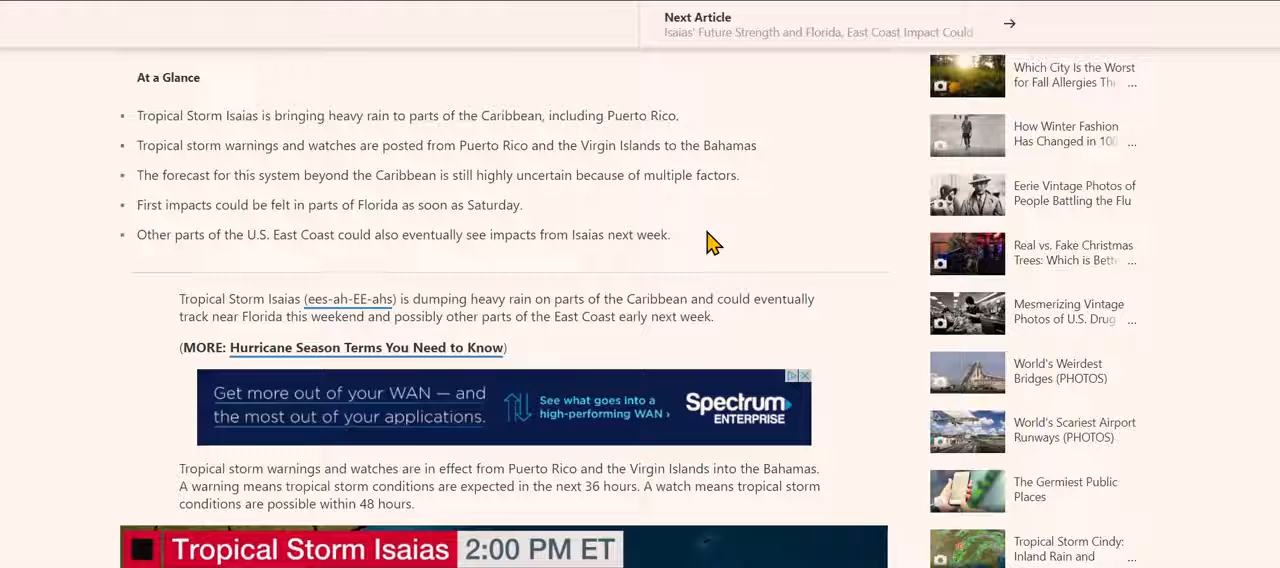 Next Article
Isaias' Future Strength and Florida, East Coast Impact Could
At a Glance
Tropical Storm Isaias is bringing heavy rain to parts of the Caribbean, including Puerto Rico.
Tropical storm warnings and watches are posted from Puerto Rico and the Virgin Islands to the Bahamas
The forecast for this system beyond the Caribbean is still highly uncertain because of multiple factors.
First impacts could be felt in parts of Florida as soon as Saturday.
Other parts of the U.S. East Coast could also eventually see impacts from Isaias next week.
Tropical Storm Isaias (ees-ah-EE-ahs) is dumping heavy rain on parts of the Caribbean and could eventually
track near Florida this weekend and possibly other parts of the East Coast early next week.
(MORE: Hurricane Season Terms You Need to Know)
Get more out of your WAN — and
the most out of your applications.
See what goes into a
high-performing WAN ›
Spectrum
ENTERPRISE
Tropical storm warnings and watches are in effect from Puerto Rico and the Virgin Islands into the Bahamas.
A warning means tropical storm conditions are expected in the next 36 hours. A watch means tropical storm
conditions are possible within 48 hours.
Tropical Storm Isaias 2:00 PM ET
Which City Is the Worst
for Fall Allergies Th ...
How Winter Fashion
Has Changed in 100 ...
Eerie Vintage Photos of
People Battling the Flu
Real vs. Fake Christmas
Trees: Which is Bette ...
Mesmerizing Vintage
Photos of U.S. Drug ...
World's Weirdest
Bridges (PHOTOS)
World's Scariest Airport
Runways (PHOTOS)
The Germiest Public
Places
Tropical Storm Cindy:
Inland Rain and ...